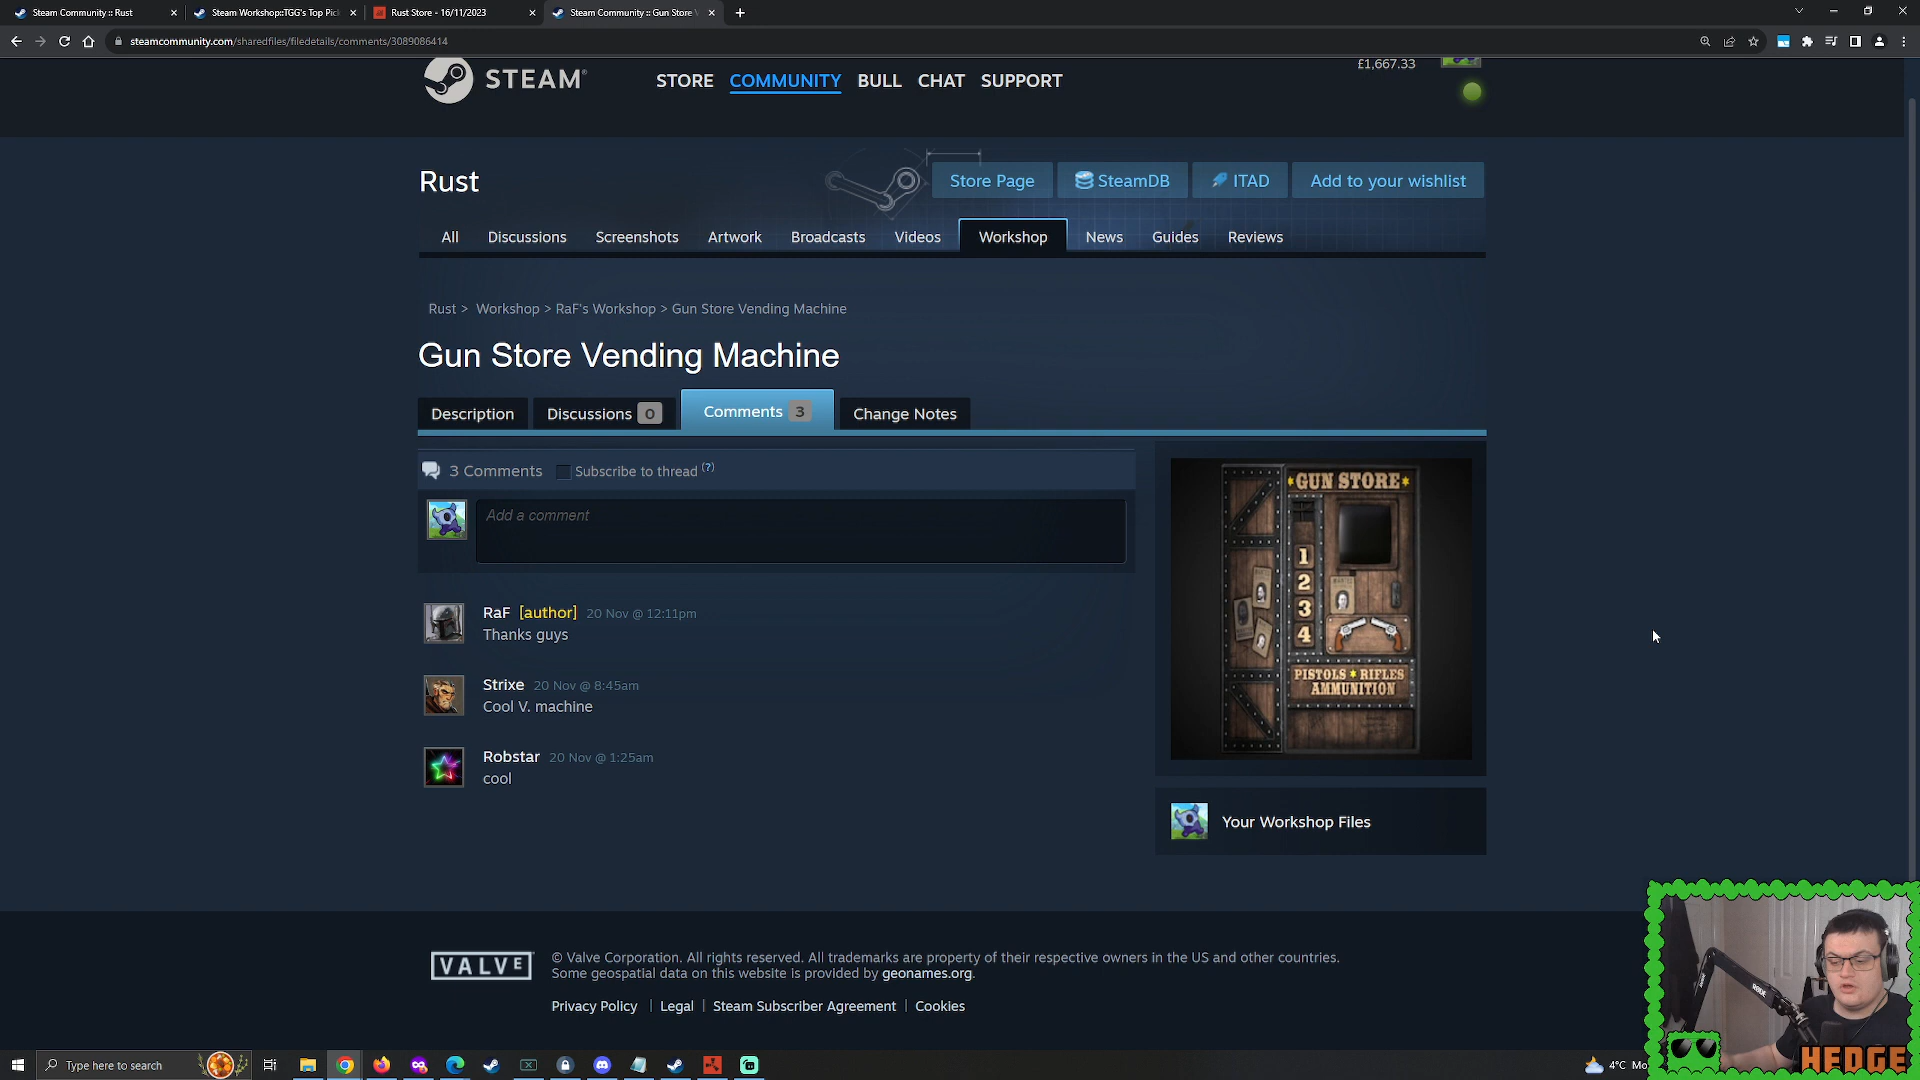 Steam Community :: Rust
Steam Workshop::TGG's Top Pic
Rust Store - 16/11/2023
Steam Community :: Gun Store V
steamcommunity.com/sharedfiles/filedetails/comments/3089086414
STEAM
STORE
COMMUNITY
BULL
CHAT
SUPPORT
£1,667.33
Rust
Store Page
SteamDB
ITAD
Add to your wishlist
All
Discussions
Screenshots
Artwork
Broadcasts
Videos
Workshop
News
Guides
Reviews
Rust > Workshop > RaF's Workshop > Gun Store Vending Machine
Gun Store Vending Machine
Description
Discussions 0
Comments 3
Change Notes
3 Comments
Subscribe to thread (?)
Add a comment
RaF [author] 20 Nov @ 12:11pm
Thanks guys
Strixe 20 Nov @ 8:45am
Cool V. machine
Robstar 20 Nov @ 1:25am
cool
GUN STORE
1
2
3
4
PISTOLS RIFLES
AMMUNITION
Your Workshop Files
VALVE
© Valve Corporation. All rights reserved. All trademarks are property of their respective owners in the US and other countries.
Some geospatial data on this website is provided by geonames.org.
Privacy Policy | Legal | Steam Subscriber Agreement | Cookies
RØDE
HEDGE
Type here to search
4°C